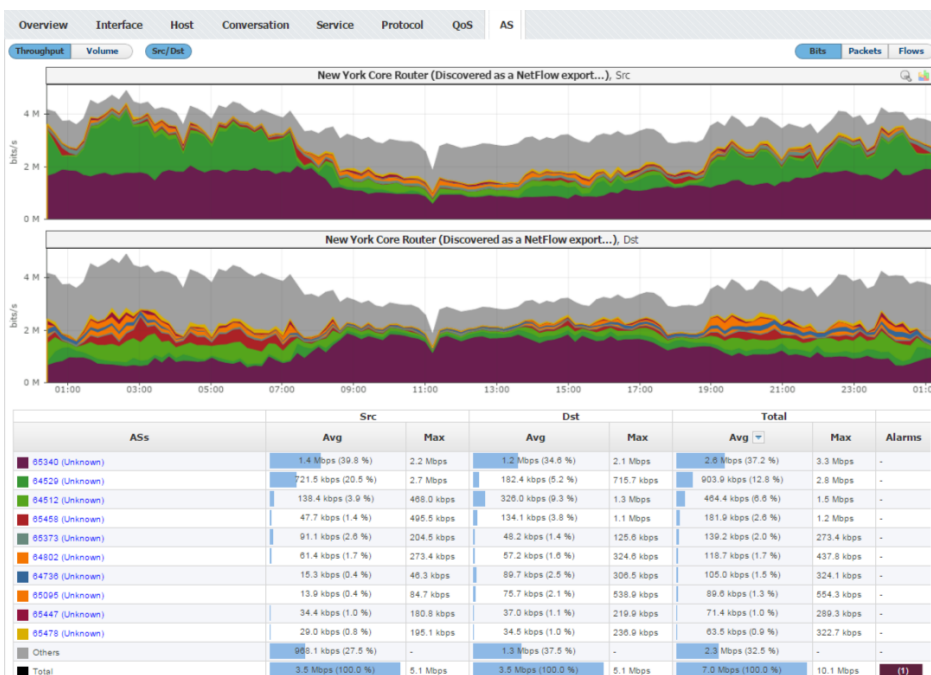 Overview Interface Host Conversation Service Protocol QoS AS
Throughput Volume Src/Dst Bits Packets Flows
New York Core Router (Discovered as a NetFlow export...), Src
bits/s
4 M
2 M
0 M
New York Core Router (Discovered as a NetFlow export...), Dst
bits/s
4 M
2 M
0 M
01:00 03:00 05:00 07:00 09:00 11:00 13:00 15:00 17:00 19:00 21:00 23:00 01:0
Src Dst Total
ASs Avg Max Avg Max Avg Max Alarms
65340 (Unknown) 1.4 Mbps (39.8 %) 2.2 Mbps 1.2 Mbps (34.6 %) 2.1 Mbps 2.6 Mbps (37.2 %) 3.3 Mbps -
64529 (Unknown) 721.5 kbps (20.5 %) 2.7 Mbps 182.4 kbps (5.2 %) 715.7 kbps 903.9 kbps (12.8 %) 2.8 Mbps -
64512 (Unknown) 138.4 kbps (3.9 %) 468.0 kbps 326.0 kbps (9.3 %) 1.3 Mbps 464.4 kbps (6.6 %) 1.5 Mbps -
65458 (Unknown) 47.7 kbps (1.4 %) 495.5 kbps 134.1 kbps (3.8 %) 1.1 Mbps 181.9 kbps (2.6 %) 1.2 Mbps -
65373 (Unknown) 91.1 kbps (2.6 %) 204.5 kbps 48.2 kbps (1.4 %) 125.6 kbps 139.2 kbps (2.0 %) 273.4 kbps -
64802 (Unknown) 61.4 kbps (1.7 %) 273.4 kbps 57.2 kbps (1.6 %) 324.6 kbps 118.7 kbps (1.7 %) 437.8 kbps -
64736 (Unknown) 15.3 kbps (0.4 %) 46.3 kbps 89.7 kbps (2.5 %) 306.5 kbps 105.0 kbps (1.5 %) 324.1 kbps -
65095 (Unknown) 13.9 kbps (0.4 %) 84.7 kbps 75.7 kbps (2.1 %) 538.9 kbps 89.6 kbps (1.3 %) 554.3 kbps -
65447 (Unknown) 34.4 kbps (1.0 %) 180.8 kbps 37.0 kbps (1.1 %) 219.9 kbps 71.4 kbps (1.0 %) 289.3 kbps -
65478 (Unknown) 29.0 kbps (0.8 %) 195.1 kbps 34.5 kbps (1.0 %) 236.9 kbps 63.5 kbps (0.9 %) 322.7 kbps -
Others 968.1 kbps (27.5 %) - 1.3 Mbps (37.5 %) - 2.3 Mbps (32.5 %) - -
Total 3.5 Mbps (100.0 %) 5.1 Mbps 3.5 Mbps (100.0 %) 5.1 Mbps 7.0 Mbps (100.0 %) 10.1 Mbps (1)